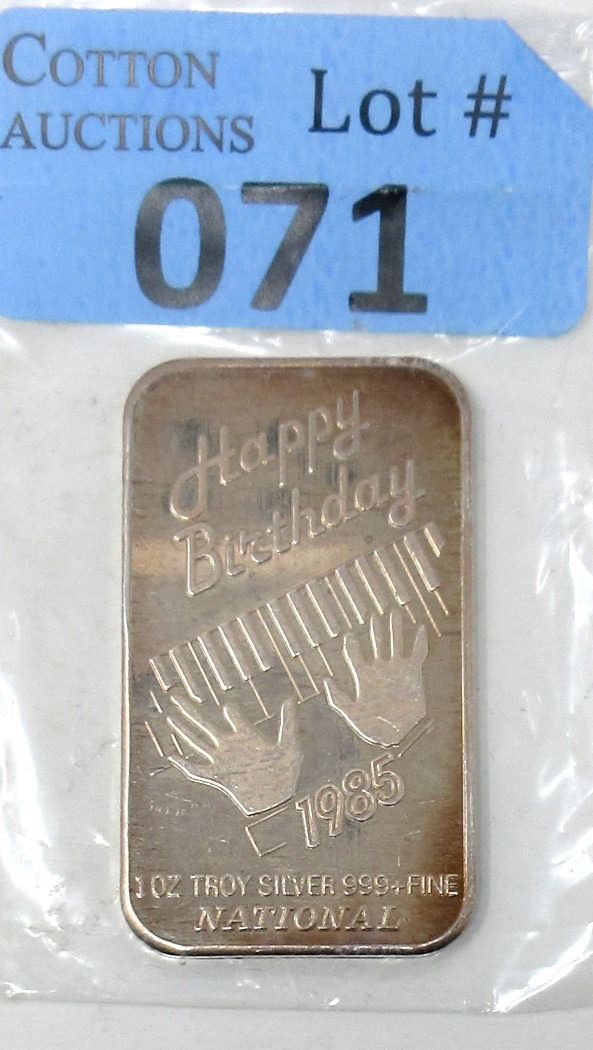 COTTON
AUCTIONS
Lot #
071
Happy
Birthday
1985
1 OZ TROY SILVER 999+FINE
NATIONAL